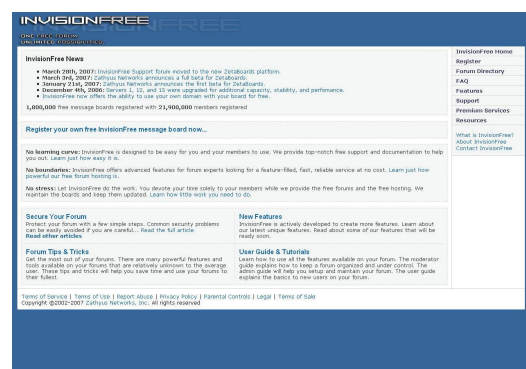 INVISIONFREE
ONE FREE FORUM.
UNLIMITED POSSIBILITIES.
InvisionFree News
March 28th, 2007: InvisionFree Support forum moved to the new ZetaBoards platform.
March 3rd, 2007: Zathyus Networks announces a full beta for ZetaBoards.
January 21st, 2007: Zathyus Networks announces the first beta for ZetaBoards.
December 4th, 2006: Servers 1, 12, and 15 were upgraded for additional capacity, stability, and performance.
InvisionFree now offers the ability to use your own domain with your board for free.
1,800,000 free message boards registered with 21,900,000 members registered
Register your own free InvisionFree message board now...
No learning curve: InvisionFree is designed to be easy for you and your members to use. We provide top-notch free support and documentation to help
you out. Learn just how easy it is.
No boundaries: InvisionFree offers advanced features for forum experts looking for a feature-filled, fast, reliable service at no cost. Learn just how
powerful our free forum hosting is.
No stress: Let InvisionFree do the work. You devote your time solely to your members while we provide the free forums and the free hosting. We
maintain the boards and keep them updated. Learn how little work you need to do.
Secure Your Forum
Protect your forum with a few simple steps. Common security problems
can be easily avoided if you are careful... Read the full article
Read other articles
New Features
InvisionFree is actively developed to create more features. Learn about
our latest unique features. Read about some of our features that will be
ready soon.
Forum Tips & Tricks
Get the most out of your forums. There are many powerful features and
tools available on your forums that are relatively unknown to the average
user. These tips and tricks will help you save time and use your forums to
their fullest.
User Guide & Tutorials
Learn how to use all the features available on your forum. The moderator
guide explains how to keep a forum organized and under control. The
admin guide will help you setup and maintain your forum. The user guide
explains the basics to new users on your forum.
InvisionFree Home
Register
Forum Directory
FAQ
Features
Support
Premium Services
Resources
What is InvisionFree?
About InvisionFree
Contact InvisionFree
Terms of Service | Terms of Use | Report Abuse | Privacy Policy | Parental Controls | Legal | Terms of Sale
Copyright ©2002-2007 Zathyus Networks, Inc. All rights reserved